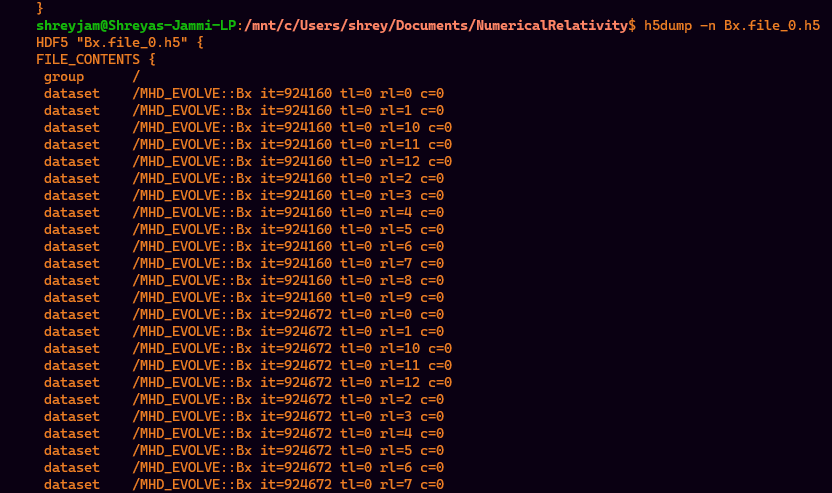 }
shreyjam@Shreyas-Jammi-LP:/mnt/c/Users/shrey/Documents/NumericalRelativity$ h5dump -n Bx.file_0.h5
HDF5 "Bx.file_0.h5" {
FILE_CONTENTS {
group /
dataset /MHD_EVOLVE::Bx it=924160 tl=0 rl=0 c=0
dataset /MHD_EVOLVE::Bx it=924160 tl=0 rl=1 c=0
dataset /MHD_EVOLVE::Bx it=924160 tl=0 rl=10 c=0
dataset /MHD_EVOLVE::Bx it=924160 tl=0 rl=11 c=0
dataset /MHD_EVOLVE::Bx it=924160 tl=0 rl=12 c=0
dataset /MHD_EVOLVE::Bx it=924160 tl=0 rl=2 c=0
dataset /MHD_EVOLVE::Bx it=924160 tl=0 rl=3 c=0
dataset /MHD_EVOLVE::Bx it=924160 tl=0 rl=4 c=0
dataset /MHD_EVOLVE::Bx it=924160 tl=0 rl=5 c=0
dataset /MHD_EVOLVE::Bx it=924160 tl=0 rl=6 c=0
dataset /MHD_EVOLVE::Bx it=924160 tl=0 rl=7 c=0
dataset /MHD_EVOLVE::Bx it=924160 tl=0 rl=8 c=0
dataset /MHD_EVOLVE::Bx it=924160 tl=0 rl=9 c=0
dataset /MHD_EVOLVE::Bx it=924672 tl=0 rl=0 c=0
dataset /MHD_EVOLVE::Bx it=924672 tl=0 rl=1 c=0
dataset /MHD_EVOLVE::Bx it=924672 tl=0 rl=10 c=0
dataset /MHD_EVOLVE::Bx it=924672 tl=0 rl=11 c=0
dataset /MHD_EVOLVE::Bx it=924672 tl=0 rl=12 c=0
dataset /MHD_EVOLVE::Bx it=924672 tl=0 rl=2 c=0
dataset /MHD_EVOLVE::Bx it=924672 tl=0 rl=3 c=0
dataset /MHD_EVOLVE::Bx it=924672 tl=0 rl=4 c=0
dataset /MHD_EVOLVE::Bx it=924672 tl=0 rl=5 c=0
dataset /MHD_EVOLVE::Bx it=924672 tl=0 rl=6 c=0
dataset /MHD_EVOLVE::Bx it=924672 tl=0 rl=7 c=0